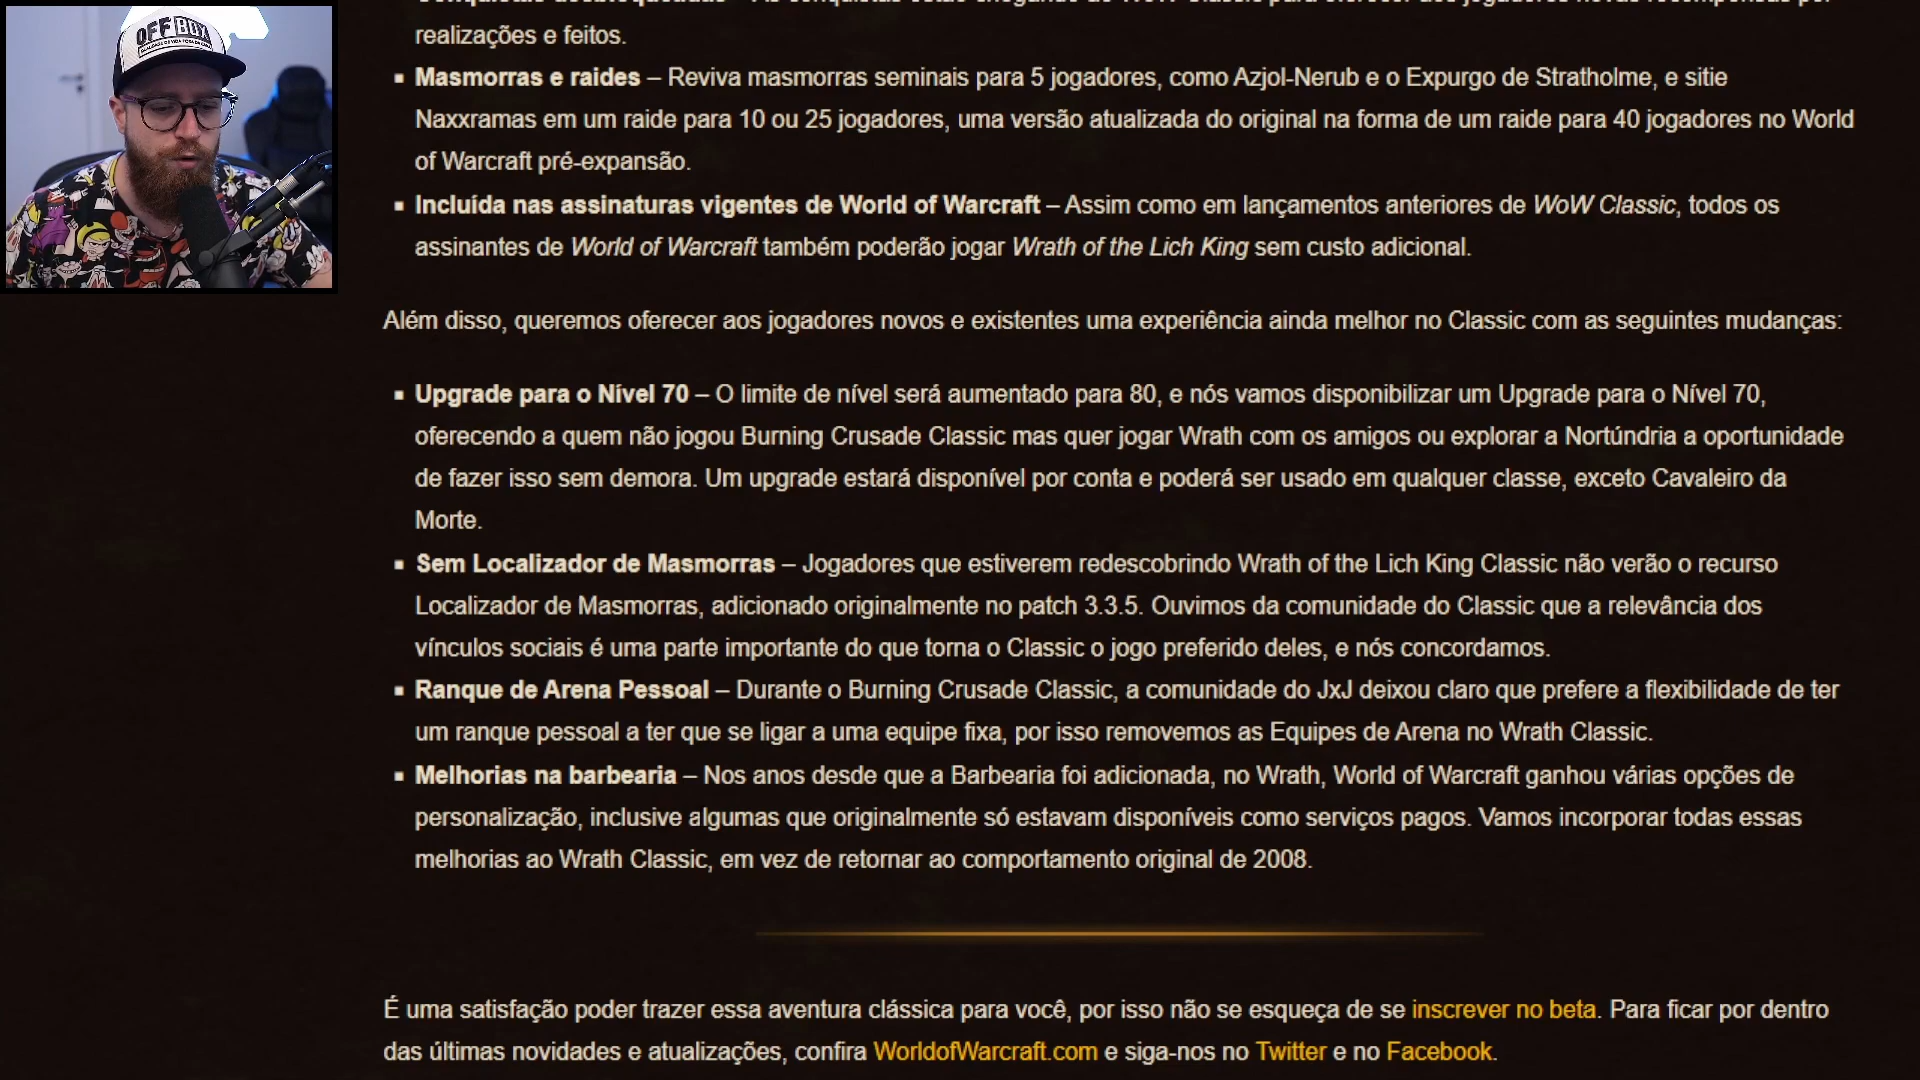 OFF BOX
realizações e feitos.
Masmorras e raides – Reviva masmorras seminais para 5 jogadores, como Azjol-Nerub e o Expurgo de Stratholme, e sitie
Naxxramas em um raide para 10 ou 25 jogadores, uma versão atualizada do original na forma de um raide para 40 jogadores no World
of Warcraft pré-expansão.
Incluída nas assinaturas vigentes de World of Warcraft – Assim como em lançamentos anteriores de WoW Classic, todos os
assinantes de World of Warcraft também poderão jogar Wrath of the Lich King sem custo adicional.
Além disso, queremos oferecer aos jogadores novos e existentes uma experiência ainda melhor no Classic com as seguintes mudanças:
Upgrade para o Nível 70 – O limite de nível será aumentado para 80, e nós vamos disponibilizar um Upgrade para o Nível 70,
oferecendo a quem não jogou Burning Crusade Classic mas quer jogar Wrath com os amigos ou explorar a Nortúndria a oportunidade
de fazer isso sem demora. Um upgrade estará disponível por conta e poderá ser usado em qualquer classe, exceto Cavaleiro da
Morte.
Sem Localizador de Masmorras – Jogadores que estiverem redescobrindo Wrath of the Lich King Classic não verão o recurso
Localizador de Masmorras, adicionado originalmente no patch 3.3.5. Ouvimos da comunidade do Classic que a relevância dos
vínculos sociais é uma parte importante do que torna o Classic o jogo preferido deles, e nós concordamos.
Ranque de Arena Pessoal – Durante o Burning Crusade Classic, a comunidade do JxJ deixou claro que prefere a flexibilidade de ter
um ranque pessoal a ter que se ligar a uma equipe fixa, por isso removemos as Equipes de Arena no Wrath Classic.
Melhorias na barbearia – Nos anos desde que a Barbearia foi adicionada, no Wrath, World of Warcraft ganhou várias opções de
personalização, inclusive algumas que originalmente só estavam disponíveis como serviços pagos. Vamos incorporar todas essas
melhorias ao Wrath Classic, em vez de retornar ao comportamento original de 2008.
É uma satisfação poder trazer essa aventura clássica para você, por isso não se esqueça de se inscrever no beta. Para ficar por dentro
das últimas novidades e atualizações, confira WorldofWarcraft.com e siga-nos no Twitter e no Facebook.